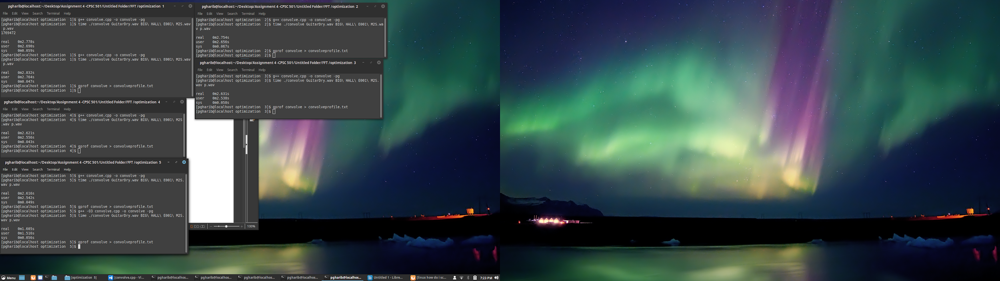 pgharib@localhost:~/Desktop/Assignment 4 -CPSC 501/Untitled Folder/FFT /optimization  1
File Edit View Search Terminal Help
[pgharib@localhost optimization  1]$ g++ convolve.cpp -o convolve -pg
[pgharib@localhost optimization  1]$ time ./convolve GuitarDry.wav BIG\ HALL\ E001\ M2S.wav
 p.wav
1769472
real    0m2.778s
user    0m2.690s
sys     0m0.059s
[pgharib@localhost optimization  1]$ g++ convolve.cpp -o convolve -pg
[pgharib@localhost optimization  1]$ time ./convolve GuitarDry.wav BIG\ HALL\ E001\ M2S.wav
 p.wav
real    0m2.832s
user    0m2.764s
sys     0m0.047s
[pgharib@localhost optimization  1]$ gprof convolve > convolveprofile.txt
[pgharib@localhost optimization  1]$
pgharib@localhost:~/Desktop/Assignment 4 -CPSC 501/Untitled Folder/FFT /optimization  2
File Edit View Search Terminal Help
[pgharib@localhost optimization  2]$ g++ convolve.cpp -o convolve -pg
[pgharib@localhost optimization  2]$ time ./convolve GuitarDry.wav BIG\ HALL\ E001\ M2S.wa
v p.wav
real    0m2.754s
user    0m2.656s
sys     0m0.067s
[pgharib@localhost optimization  2]$ gprof convolve > convolveprofile.txt
[pgharib@localhost optimization  2]$
pgharib@localhost:~/Desktop/Assignment 4 -CPSC 501/Untitled Folder/FFT /optimization  3
File Edit View Search Terminal Help
[pgharib@localhost optimization  3]$ g++ convolve.cpp -o convolve -pg
[pgharib@localhost optimization  3]$ time ./convolve GuitarDry.wav BIG\ HALL\ E001\ M2S.
wav p.wav
real    0m2.631s
user    0m2.538s
sys     0m0.058s
[pgharib@localhost optimization  3]$ gprof convolve > convolveprofile.txt
[pgharib@localhost optimization  3]$
pgharib@localhost:~/Desktop/Assignment 4 -CPSC 501/Untitled Folder/FFT /optimization  4
File Edit View Search Terminal Help
[pgharib@localhost optimization  4]$ g++ convolve.cpp -o convolve -pg
[pgharib@localhost optimization  4]$ time ./convolve GuitarDry.wav BIG\ HALL\ E001\ M2S
.wav p.wav
real    0m2.621s
user    0m2.556s
sys     0m0.043s
[pgharib@localhost optimization  4]$ gprof convolve > convolveprofile.txt
[pgharib@localhost optimization  4]$
pgharib@localhost:~/Desktop/Assignment 4 -CPSC 501/Untitled Folder/FFT /optimization  5
File Edit View Search Terminal Help
[pgharib@localhost optimization  5]$ g++ convolve.cpp -o convolve -pg
[pgharib@localhost optimization  5]$ time ./convolve GuitarDry.wav BIG\ HALL\ E001\ M2S.
wav p.wav
real    0m2.616s
user    0m2.542s
sys     0m0.049s
[pgharib@localhost optimization  5]$ gprof convolve > convolveprofile.txt
[pgharib@localhost optimization  5]$ g++ -O3 convolve.cpp -o convolve -pg
[pgharib@localhost optimization  5]$ time ./convolve GuitarDry.wav BIG\ HALL\ E001\ M2S.
wav p.wav
real    0m1.605s
user    0m1.516s
sys     0m0.056s
[pgharib@localhost optimization  5]$ gprof convolve > convolveprofile.txt
[pgharib@localhost optimization  5]$
100%
Menu [optimization  5] [convolve.cpp - Vi... pgharib@localhos... pgharib@localhos... pgharib@localhos... pgharib@localhos... pgharib@localhos... Untitled 1 - Libre... [linux how do i sc... 7:23 PM